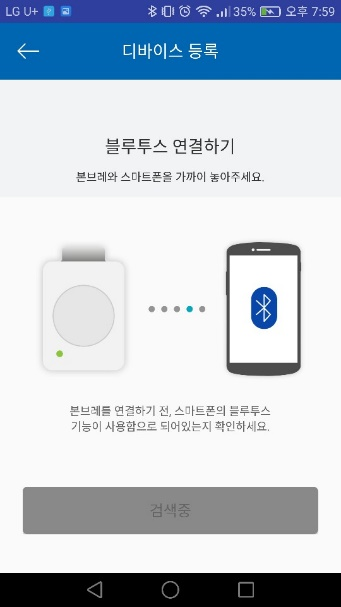 LG U+ 35% 오후 7:59
디바이스 등록
블루투스 연결하기
본브레와 스마트폰을 가까이 놓아주세요.
본브레를 연결하기 전, 스마트폰의 블루투스
기능이 사용함으로 되어있는지 확인하세요.
검색중